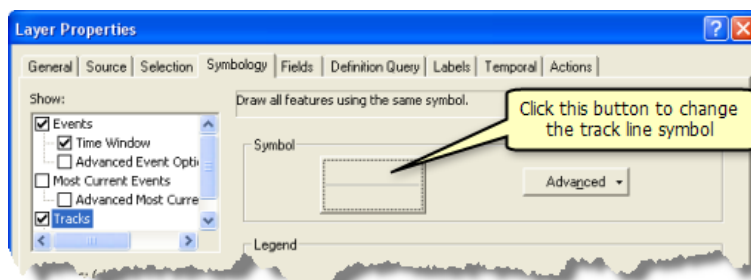 Layer Properties
General Source Selection Symbology Fields Definition Query Labels Temporal Actions
Show:
Draw all features using the same symbol.
Click this button to change
the track line symbol
Events
Time Window
Advanced Event Opti
Most Current Events
Advanced Most Curre
Tracks
Symbol
Advanced
Legend